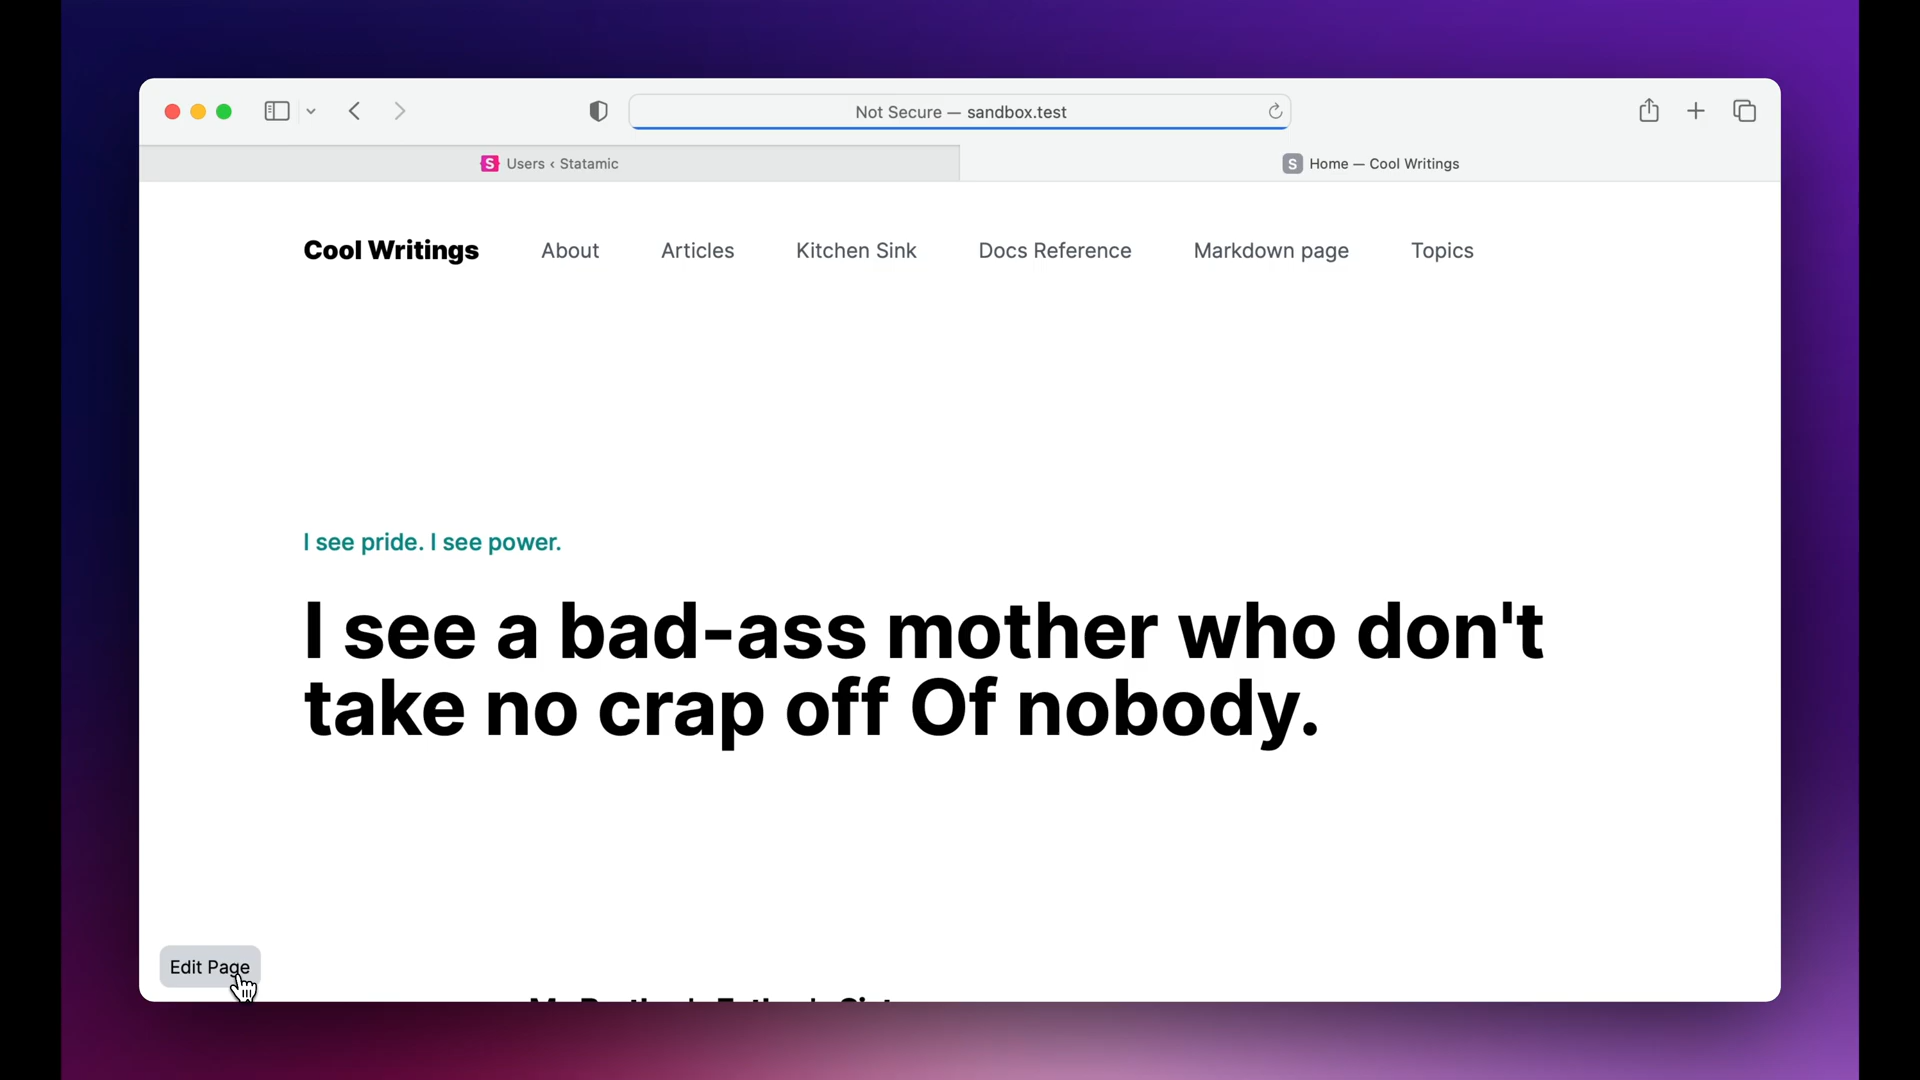 Not Secure — sandbox.test
S Users ‹ Statamic
S Home — Cool Writings
Cool Writings About Articles Kitchen Sink Docs Reference Markdown page Topics
I see pride. I see power.
I see a bad-ass mother who don't
take no crap off Of nobody.
Edit Page